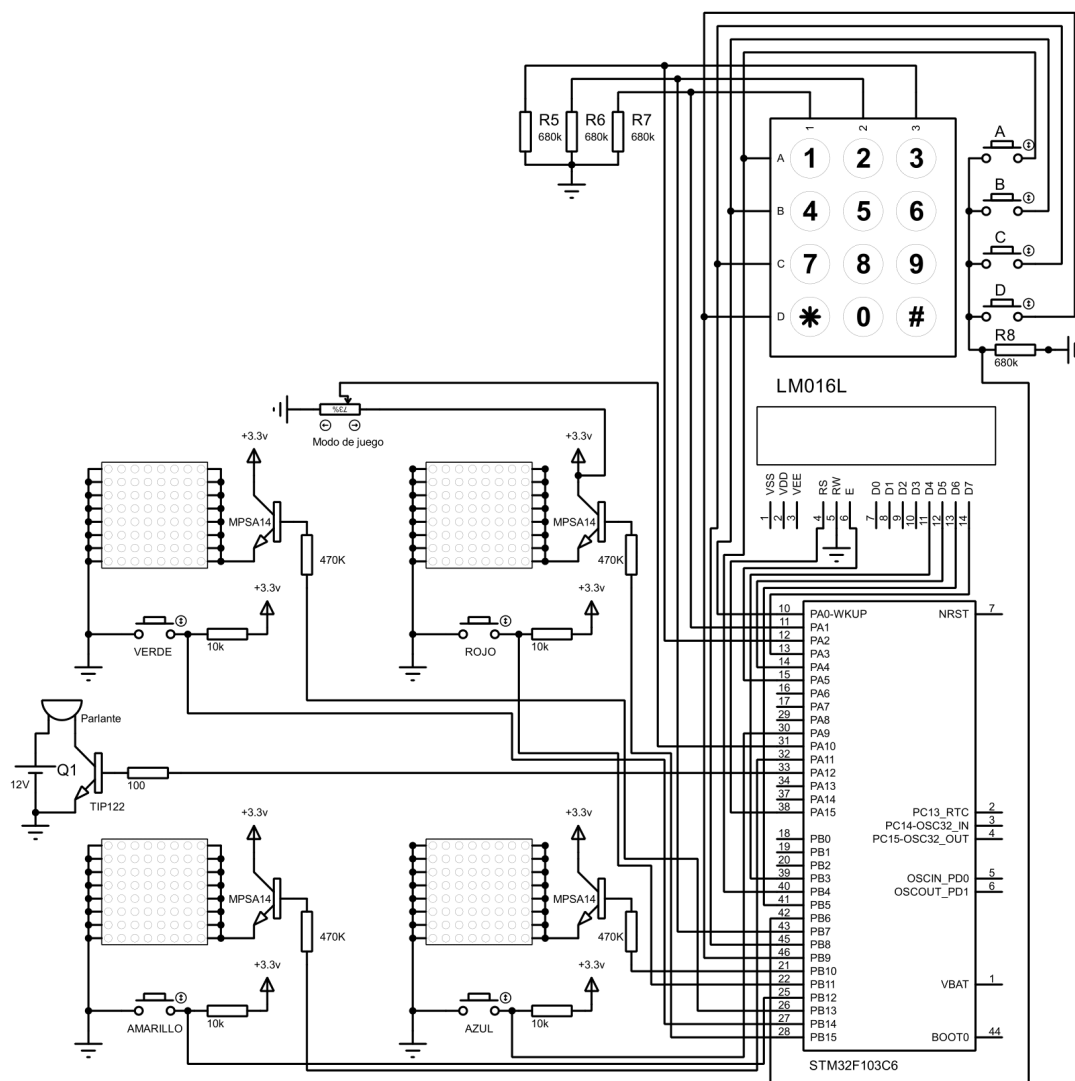 R5
680k
R6
680k
R7
680k
1
2
3
A
B
C
D
1
2
3
4
5
6
7
8
9
0
#
A
B
C
D
R8
680k
LM016L
VSS
VDD
VEE
RS
RW
E
D0
D1
D2
D3
D4
D5
D6
D7
1
2
3
4
5
6
7
8
9
10
11
12
13
14
73%
Modo de juego
+3.3v
MPSA14
470K
+3.3v
10k
VERDE
+3.3v
MPSA14
470K
+3.3v
10k
ROJO
Parlante
12V
Q1
TIP122
100
+3.3v
MPSA14
470K
+3.3v
10k
AMARILLO
+3.3v
MPSA14
470K
+3.3v
10k
AZUL
10 PA0-WKUP
11 PA1
12 PA2
13 PA3
14 PA4
15 PA5
16 PA6
17 PA7
29 PA8
30 PA9
31 PA10
32 PA11
33 PA12
34 PA13
37 PA14
38 PA15
18 PB0
19 PB1
20 PB2
39 PB3
40 PB4
41 PB5
42 PB6
43 PB7
45 PB8
46 PB9
21 PB10
22 PB11
25 PB12
26 PB13
27 PB14
28 PB15
NRST 7
PC13_RTC 2
PC14-OSC32_IN 3
PC15-OSC32_OUT 4
OSCIN_PD0 5
OSCOUT_PD1 6
VBAT 1
BOOT0 44
STM32F103C6